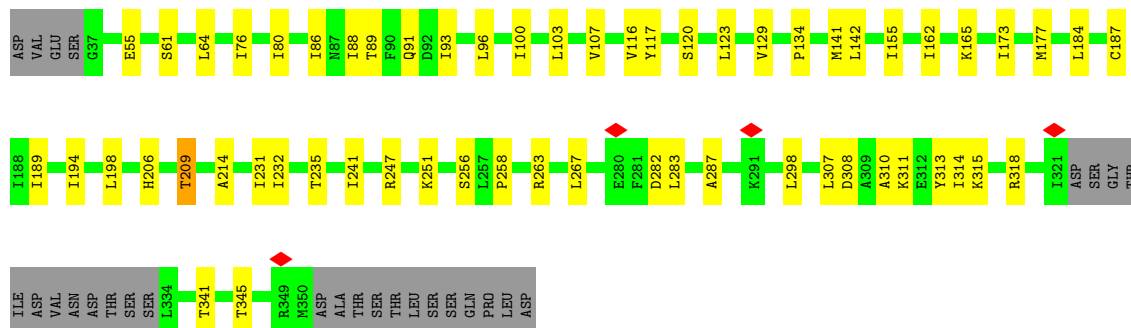 ASP VAL GLU SER G37 E55 S61 L64 I76 I80 I86 N87 I88 T89 F90 Q91 D92 I93 L96 I100 L103 V107 V116 Y117 S120 L123 V129 P134 M141 L142 I155 I162 K165 I173 M177 L184 C187
I188 I189 I194 L198 H206 T209 A214 I231 I232 T235 I241 R247 K251 S256 L257 P258 R263 L267 E280 F281 D282 L283 A287 K291 L298 L307 D308 A309 A310 K311 E312 Y313 I314 K315 R318 I321 ASP SER GLY THR
ILE ASP VAL ASN ASP THR SER SER L334 T341 T345 R349 M350 ASP ALA THR SER THR LEU SER SER GLN PRO LEU ASP